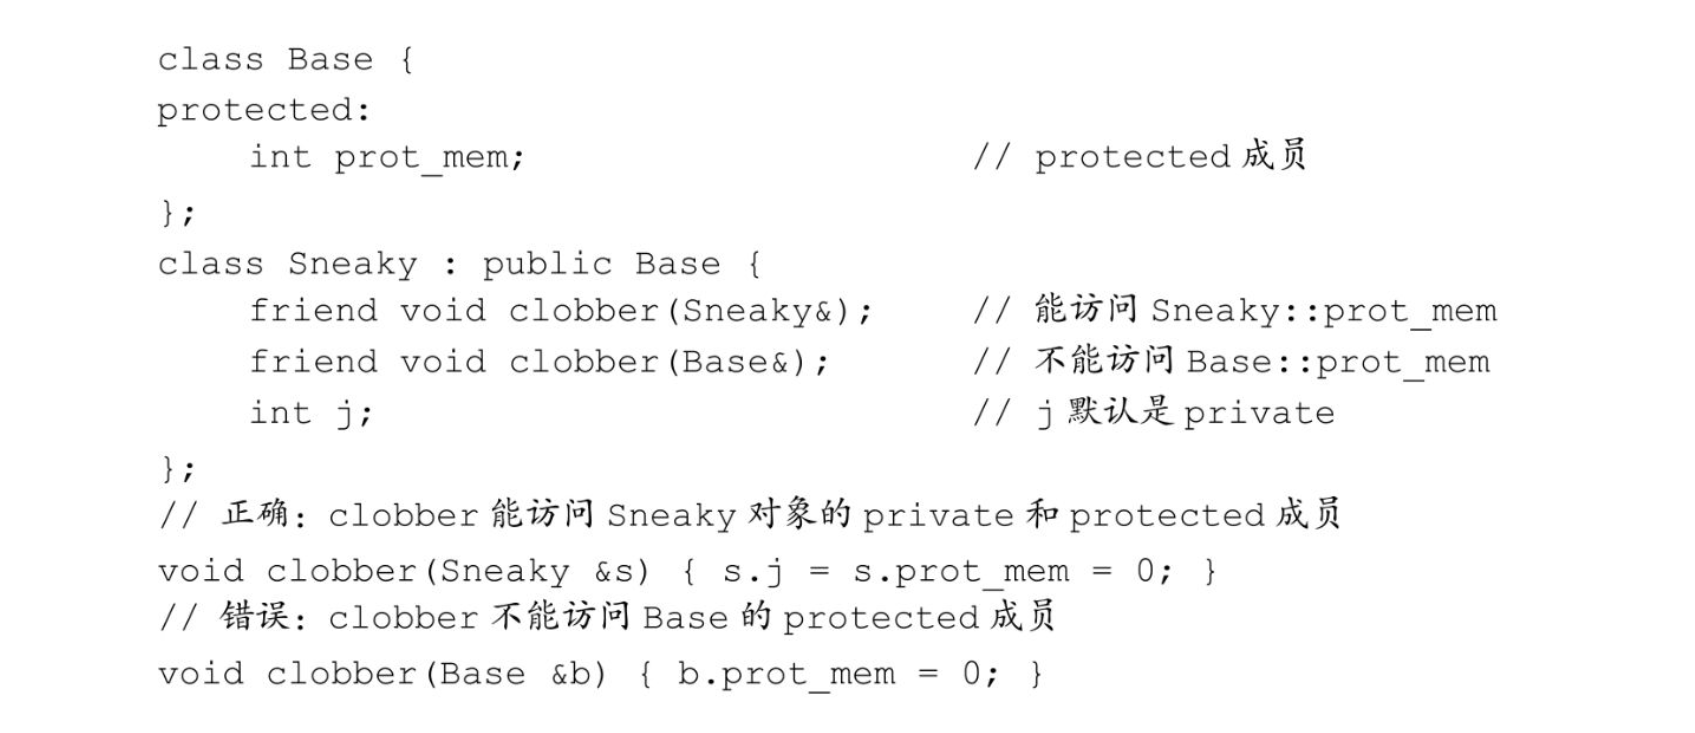 class Base {
protected:
    int prot_mem;                     // protected 成员
};
class Sneaky : public Base {
    friend void clobber(Sneaky&);     // 能访问 Sneaky::prot_mem
    friend void clobber(Base&);       // 不能访问 Base::prot_mem
    int j;                            // j 默认是 private
};
// 正确：clobber 能访问 Sneaky 对象的 private 和 protected 成员
void clobber(Sneaky &s) { s.j = s.prot_mem = 0; }
// 错误：clobber 不能访问 Base 的 protected 成员
void clobber(Base &b) { b.prot_mem = 0; }